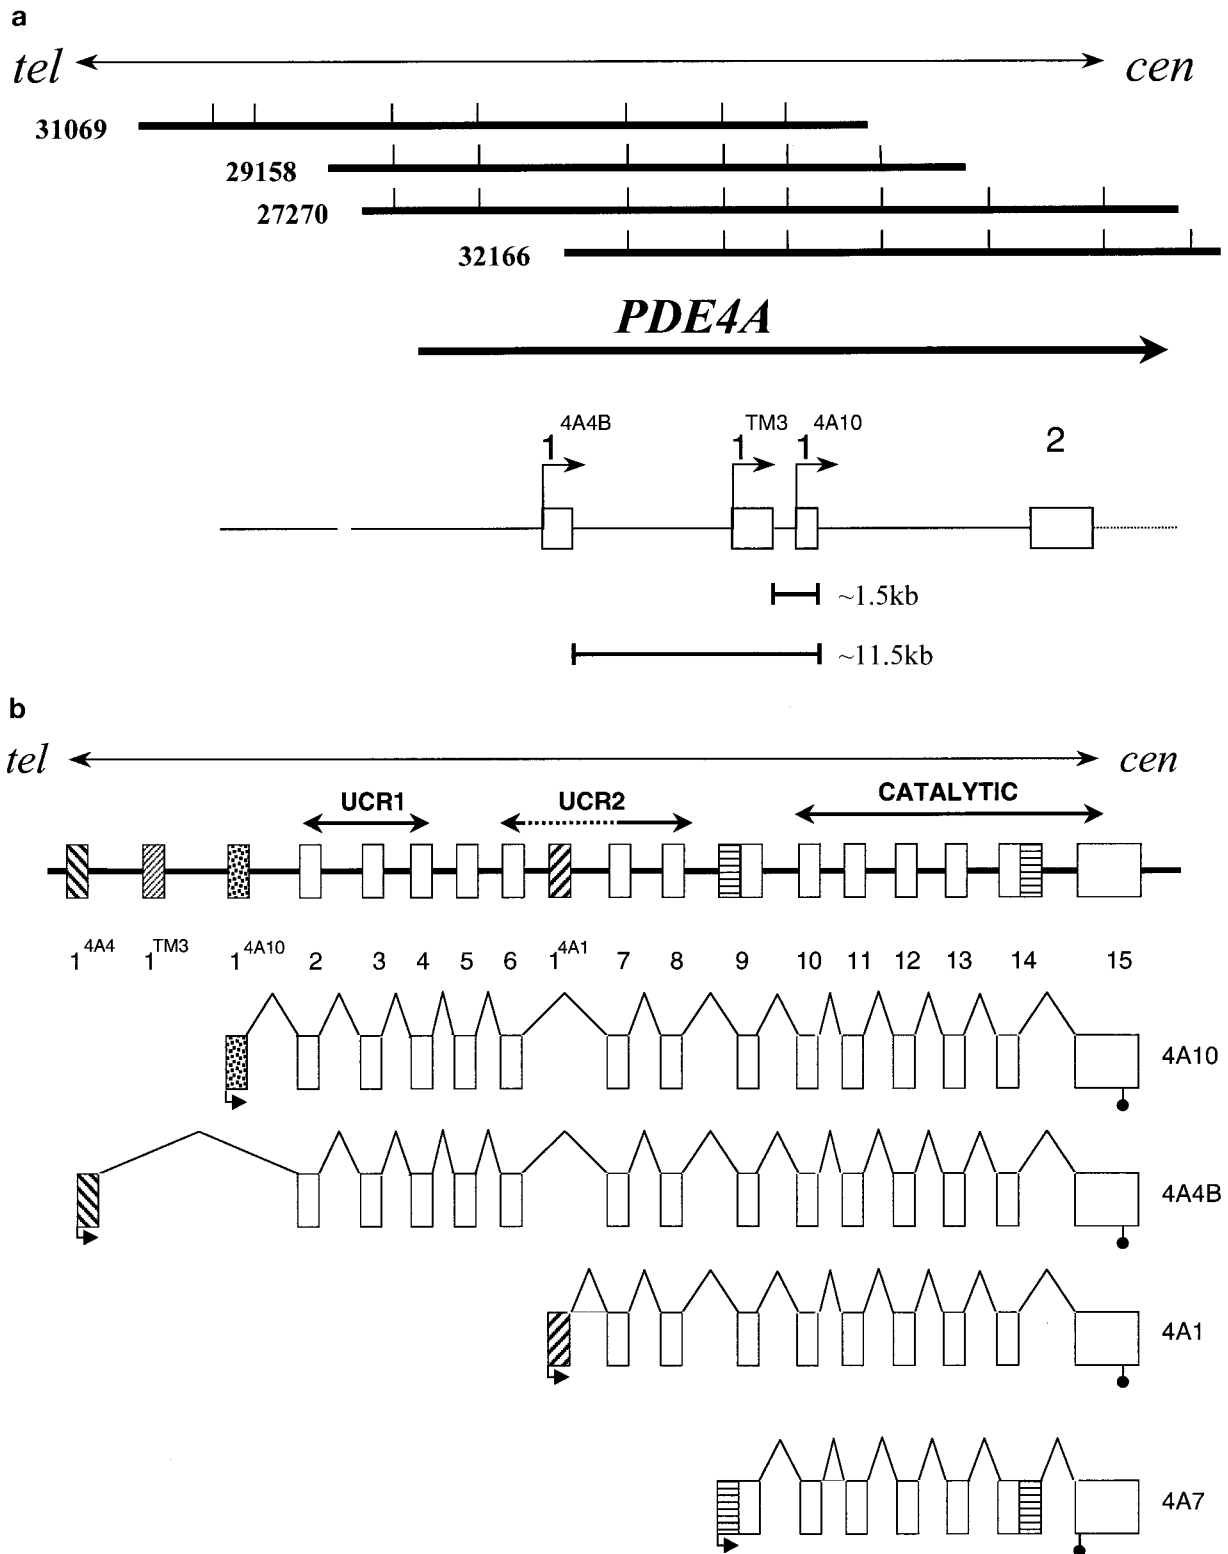 a
tel cen
31069
29158
27270
32166
PDE4A
1 4A4B 1 TM3 1 4A10 2
~1.5kb
~11.5kb
b
tel cen
UCR1 UCR2 CATALYTIC
1 4A4 1 TM3 1 4A10 2 3 4 5 6 1 4A1 7 8 9 10 11 12 13 14 15
4A10
4A4B
4A1
4A7